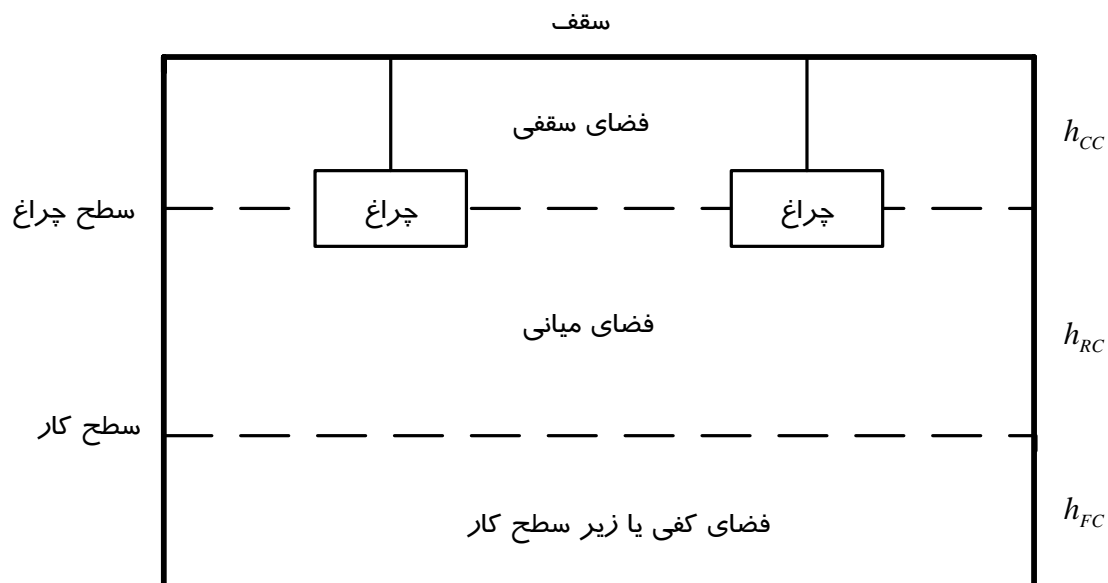 سقف
فضای سقفی
h_CC
سطح چراغ
چراغ
چراغ
فضای میانی
h_RC
سطح کار
فضای کفی یا زیر سطح کار
h_FC